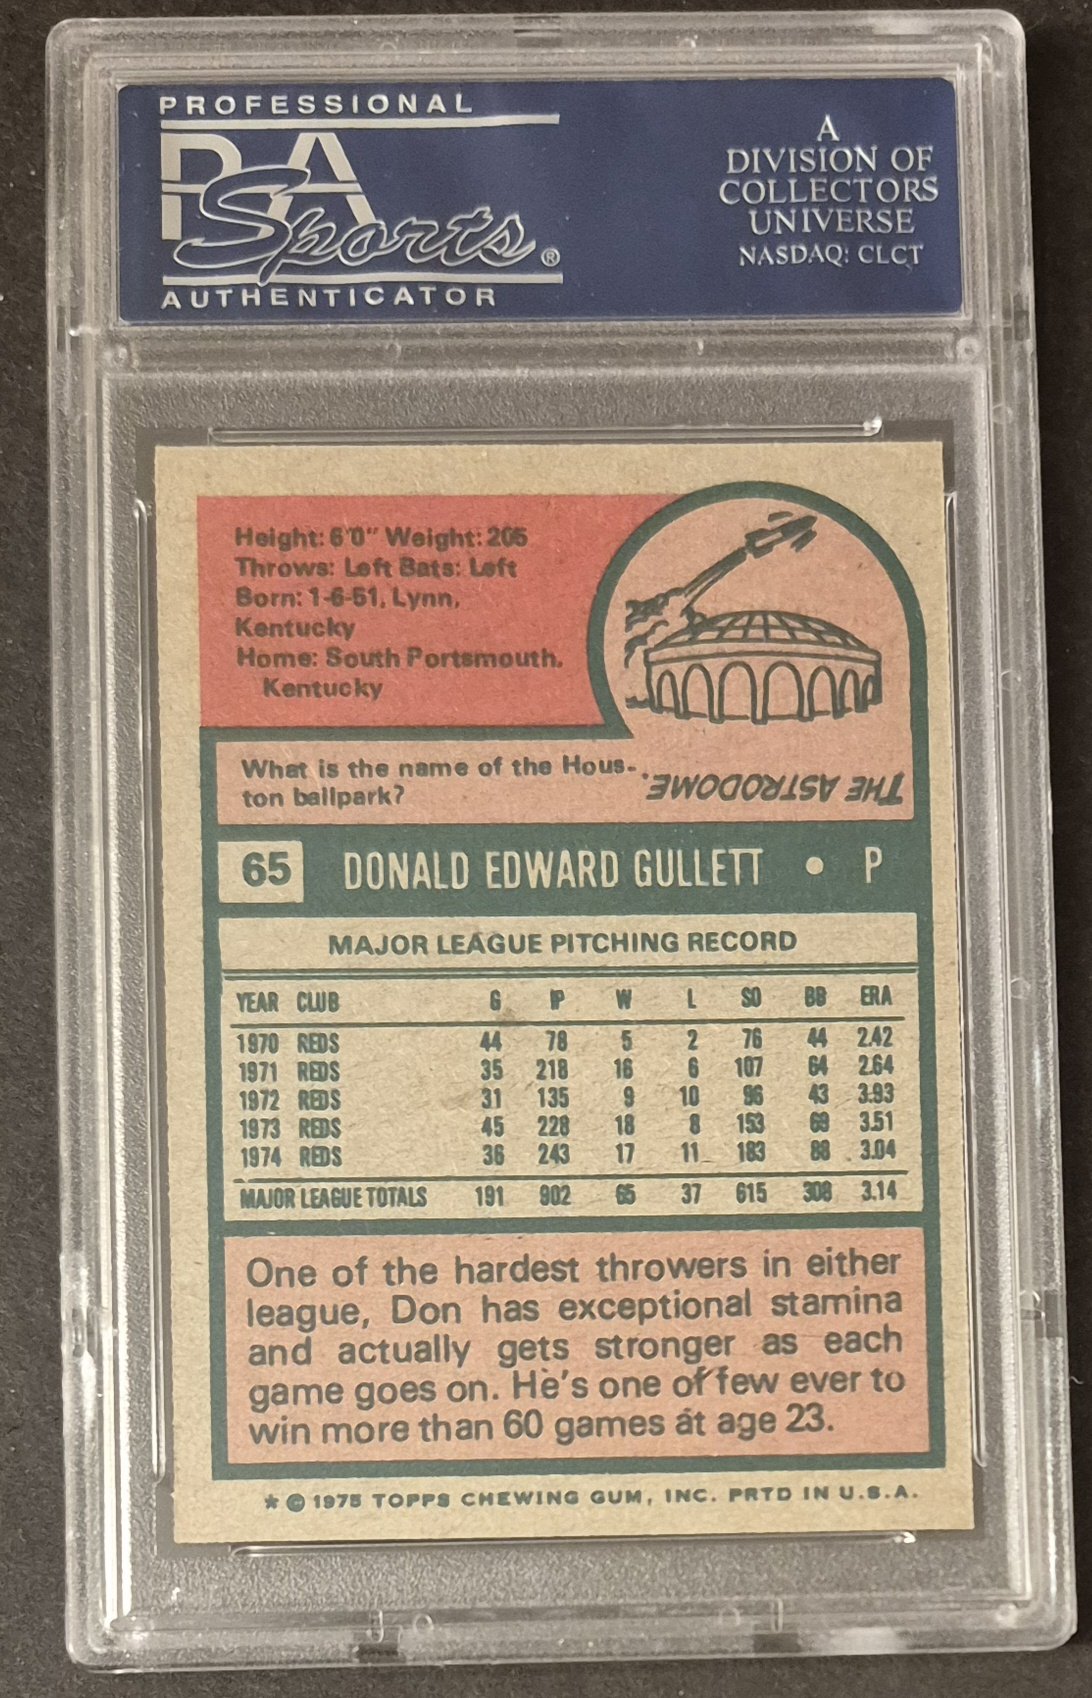 PROFESSIONAL
PSA
Sports®
AUTHENTICATOR
A
DIVISION OF
COLLECTORS
UNIVERSE
NASDAQ: CLCT
Height: 6'0" Weight: 205
Throws: Left Bats: Left
Born: 1-6-51, Lynn,
Kentucky
Home: South Portsmouth,
Kentucky
What is the name of the Hous-
ton ballpark?
THE ASTRODOME.
65 DONALD EDWARD GULLETT • P
MAJOR LEAGUE PITCHING RECORD
YEAR CLUB G IP W L SO BB ERA
1970 REDS 44 78 5 2 76 44 2.42
1971 REDS 35 218 16 6 107 64 2.64
1972 REDS 31 135 9 10 96 43 3.93
1973 REDS 45 228 18 8 153 69 3.51
1974 REDS 36 243 17 11 183 88 3.04
MAJOR LEAGUE TOTALS 191 902 65 37 615 308 3.14
One of the hardest throwers in either
league, Don has exceptional stamina
and actually gets stronger as each
game goes on. He's one of few ever to
win more than 60 games at age 23.
* © 1975 TOPPS CHEWING GUM, INC. PRTD IN U.S.A.